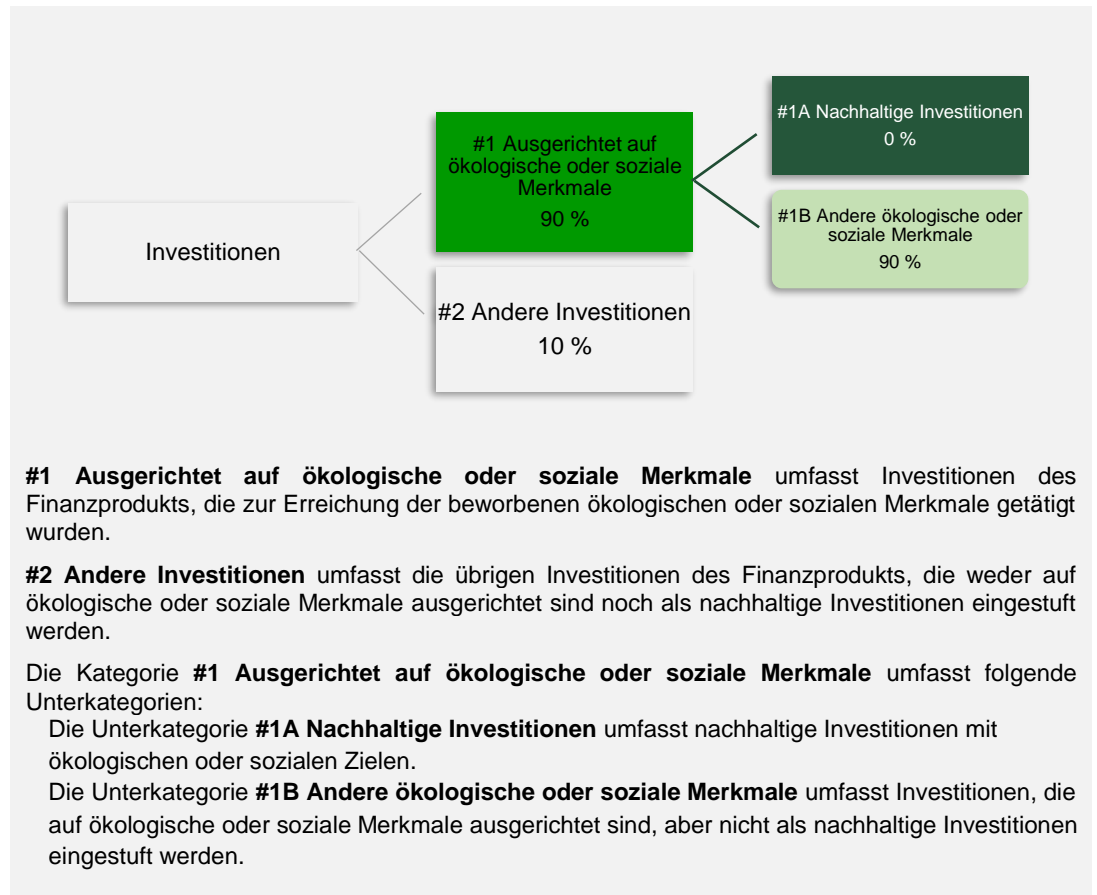 #1A Nachhaltige Investitionen
0 %
#1 Ausgerichtet auf
ökologische oder soziale
Merkmale
90 %
#1B Andere ökologische oder
soziale Merkmale
90 %
Investitionen
#2 Andere Investitionen
10 %
#1 Ausgerichtet auf ökologische oder soziale Merkmale umfasst Investitionen des
Finanzprodukts, die zur Erreichung der beworbenen ökologischen oder sozialen Merkmale getätigt
wurden.
#2 Andere Investitionen umfasst die übrigen Investitionen des Finanzprodukts, die weder auf
ökologische oder soziale Merkmale ausgerichtet sind noch als nachhaltige Investitionen eingestuft
werden.
Die Kategorie #1 Ausgerichtet auf ökologische oder soziale Merkmale umfasst folgende
Unterkategorien:
Die Unterkategorie #1A Nachhaltige Investitionen umfasst nachhaltige Investitionen mit
ökologischen oder sozialen Zielen.
Die Unterkategorie #1B Andere ökologische oder soziale Merkmale umfasst Investitionen, die
auf ökologische oder soziale Merkmale ausgerichtet sind, aber nicht als nachhaltige Investitionen
eingestuft werden.